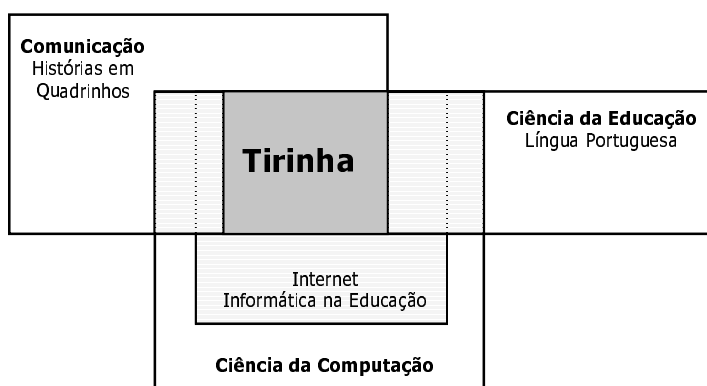 Comunicação
Histórias em
Quadrinhos
Ciência da Educação
Língua Portuguesa
Tirinha
Internet
Informática na Educação
Ciência da Computação